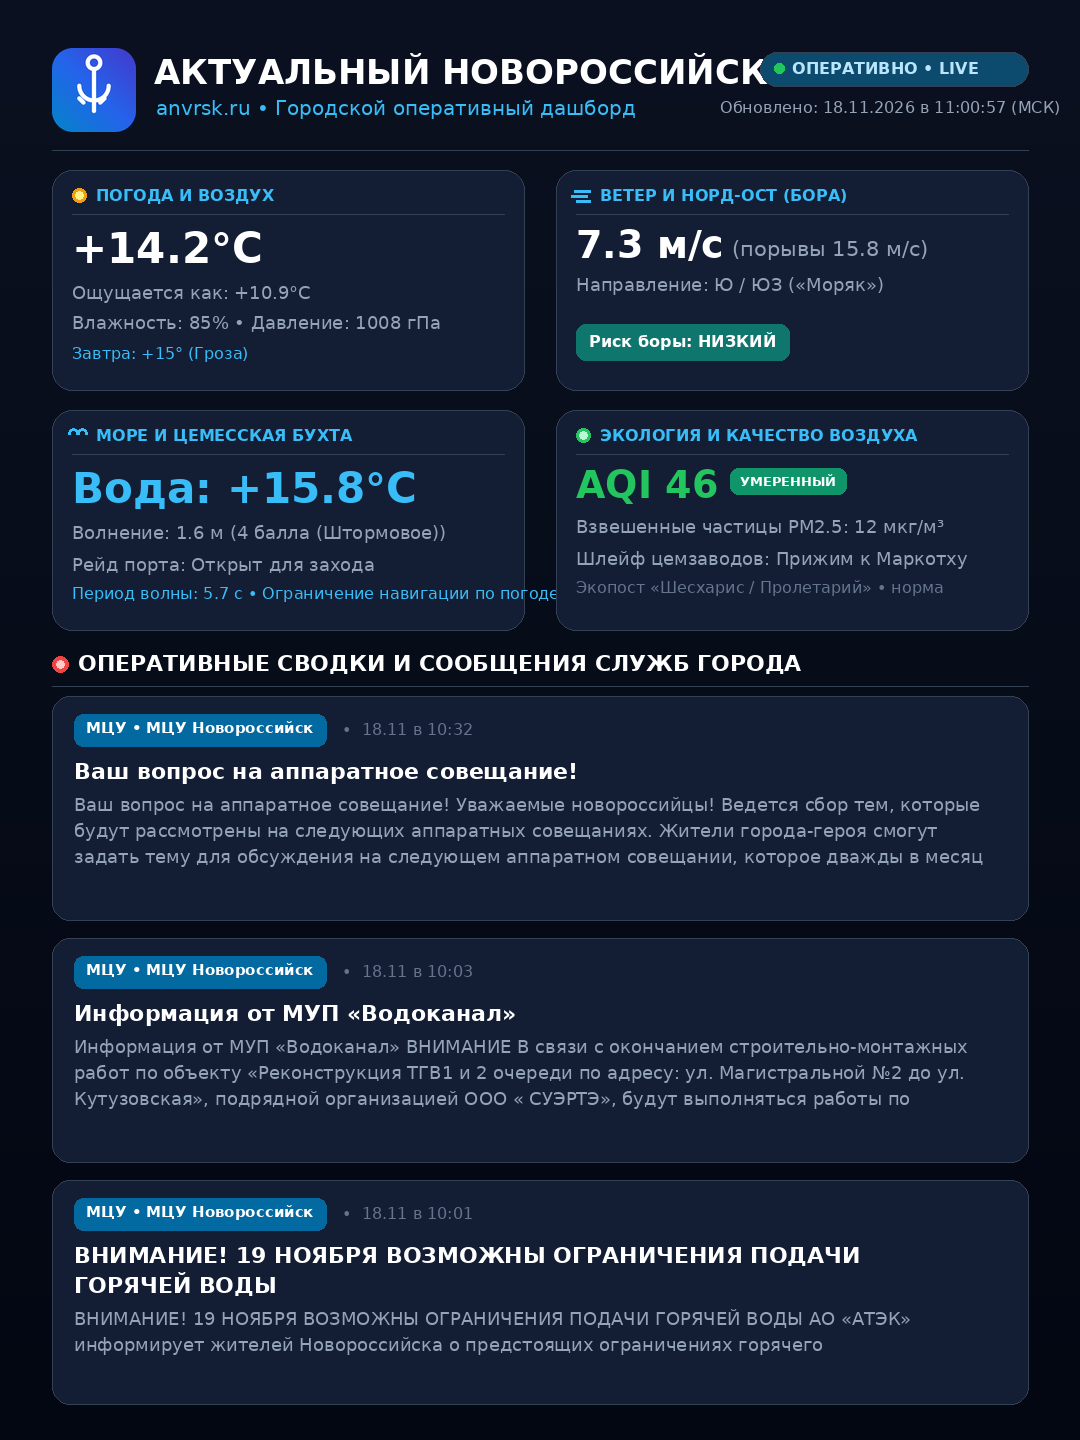 АКТУАЛЬНЫЙ НОВОРОССИЙСК
ОПЕРАТИВНО • LIVE
anvrsk.ru • Городской оперативный дашборд
Обновлено: 18.11.2026 в 11:00:57 (МСК)
ПОГОДА И ВОЗДУХ
+14.2°C
Ощущается как: +10.9°C
Влажность: 85% • Давление: 1008 гПа
Завтра: +15° (Гроза)
ВЕТЕР И НОРД-ОСТ (БОРА)
7.3 м/с (порывы 15.8 м/с)
Направление: Ю / ЮЗ («Моряк»)
Риск боры: НИЗКИЙ
МОРЕ И ЦЕМЕССКАЯ БУХТА
Вода: +15.8°C
Волнение: 1.6 м (4 балла (Штормовое))
Рейд порта: Открыт для захода
Период волны: 5.7 с • Ограничение навигации по погоде
ЭКОЛОГИЯ И КАЧЕСТВО ВОЗДУХА
AQI 46 УМЕРЕННЫЙ
Взвешенные частицы PM2.5: 12 мкг/м³
Шлейф цемзаводов: Прижим к Маркотху
Экопост «Шесхарис / Пролетарий» • норма
ОПЕРАТИВНЫЕ СВОДКИ И СООБЩЕНИЯ СЛУЖБ ГОРОДА
МЦУ • МЦУ Новороссийск • 18.11 в 10:32
Ваш вопрос на аппаратное совещание!
Ваш вопрос на аппаратное совещание! Уважаемые новороссийцы! Ведется сбор тем, которые
будут рассмотрены на следующих аппаратных совещаниях. Жители города-героя смогут
задать тему для обсуждения на следующем аппаратном совещании, которое дважды в месяц
МЦУ • МЦУ Новороссийск • 18.11 в 10:03
Информация от МУП «Водоканал»
Информация от МУП «Водоканал» ВНИМАНИЕ В связи с окончанием строительно-монтажных
работ по объекту «Реконструкция ТГВ1 и 2 очереди по адресу: ул. Магистральной №2 до ул.
Кутузовская», подрядной организацией ООО « СУЭРТЭ», будут выполняться работы по
МЦУ • МЦУ Новороссийск • 18.11 в 10:01
ВНИМАНИЕ! 19 НОЯБРЯ ВОЗМОЖНЫ ОГРАНИЧЕНИЯ ПОДАЧИ
ГОРЯЧЕЙ ВОДЫ
ВНИМАНИЕ! 19 НОЯБРЯ ВОЗМОЖНЫ ОГРАНИЧЕНИЯ ПОДАЧИ ГОРЯЧЕЙ ВОДЫ АО «АТЭК»
информирует жителей Новороссийска о предстоящих ограничениях горячего